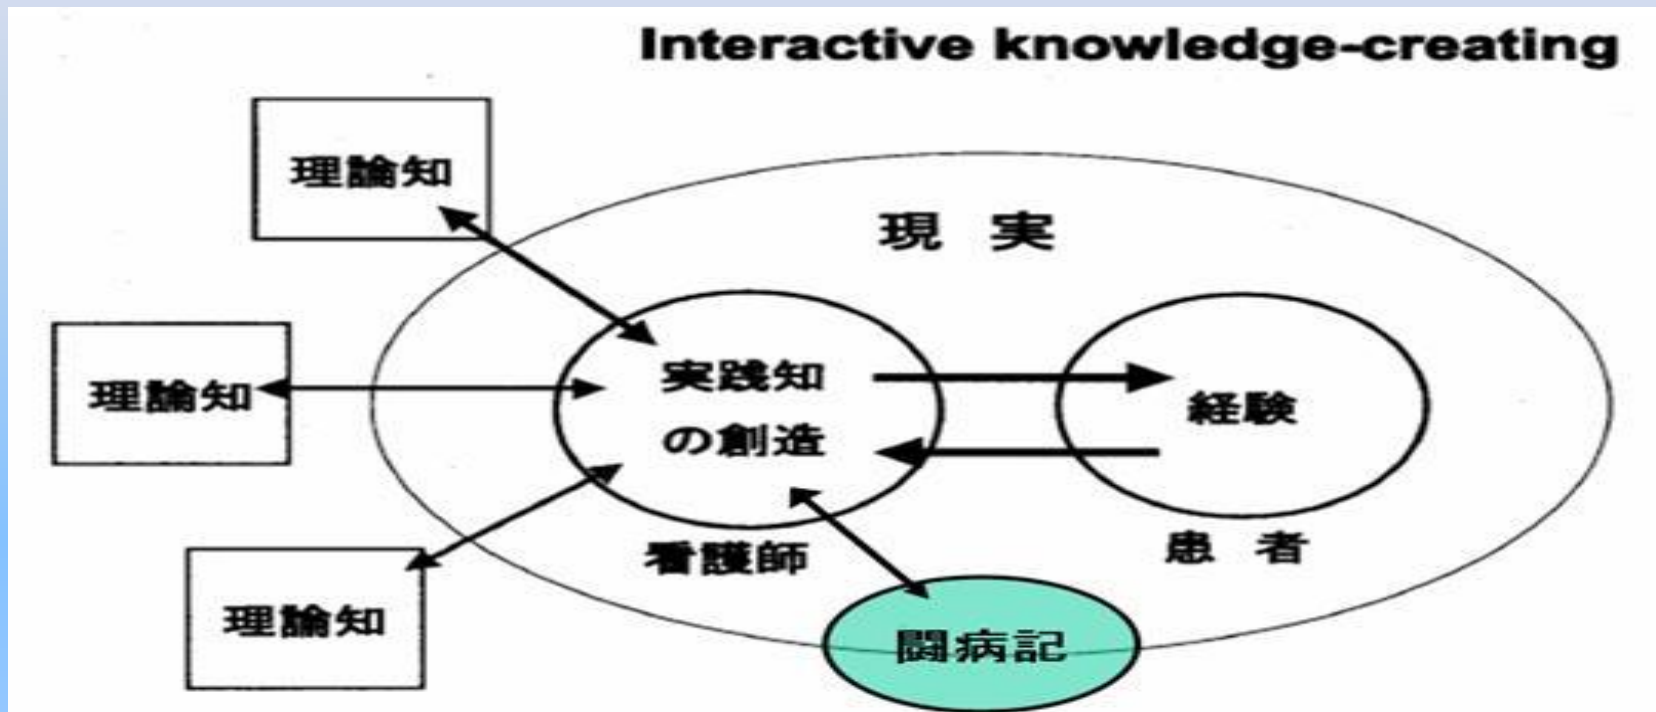 Interactive knowledge-creating
理論知
現 実
理論知
実践知
の創造
経験
看護師
患 者
理論知
闘病記